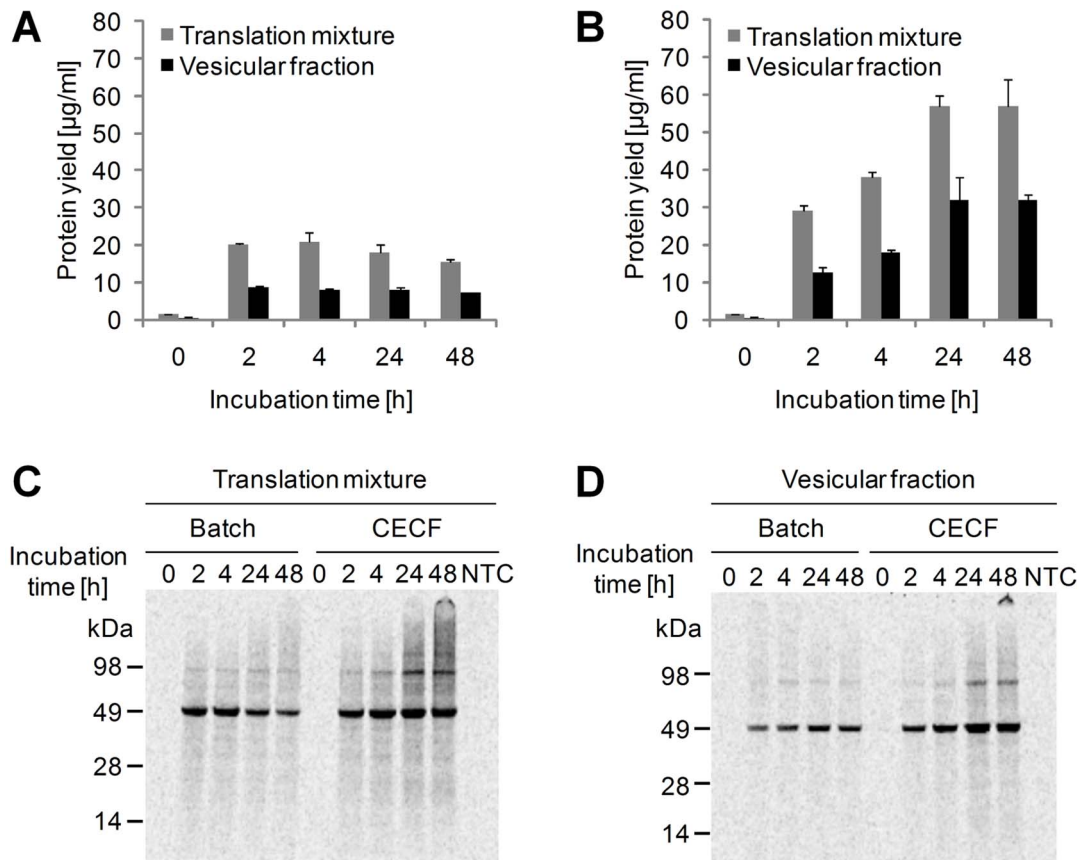 A
80
70
60
50
40
30
20
10
0
Protein yield [µg/ml]
Translation mixture
Vesicular fraction
0 2 4 24 48
Incubation time [h]
B
80
70
60
50
40
30
20
10
0
Protein yield [µg/ml]
Translation mixture
Vesicular fraction
0 2 4 24 48
Incubation time [h]
C
Translation mixture
Batch CECF
Incubation
time [h]
0 2 4 24 48 0 2 4 24 48 NTC
kDa
98
49
28
14
D
Vesicular fraction
Batch CECF
Incubation
time [h]
0 2 4 24 48 0 2 4 24 48 NTC
kDa
98
49
28
14